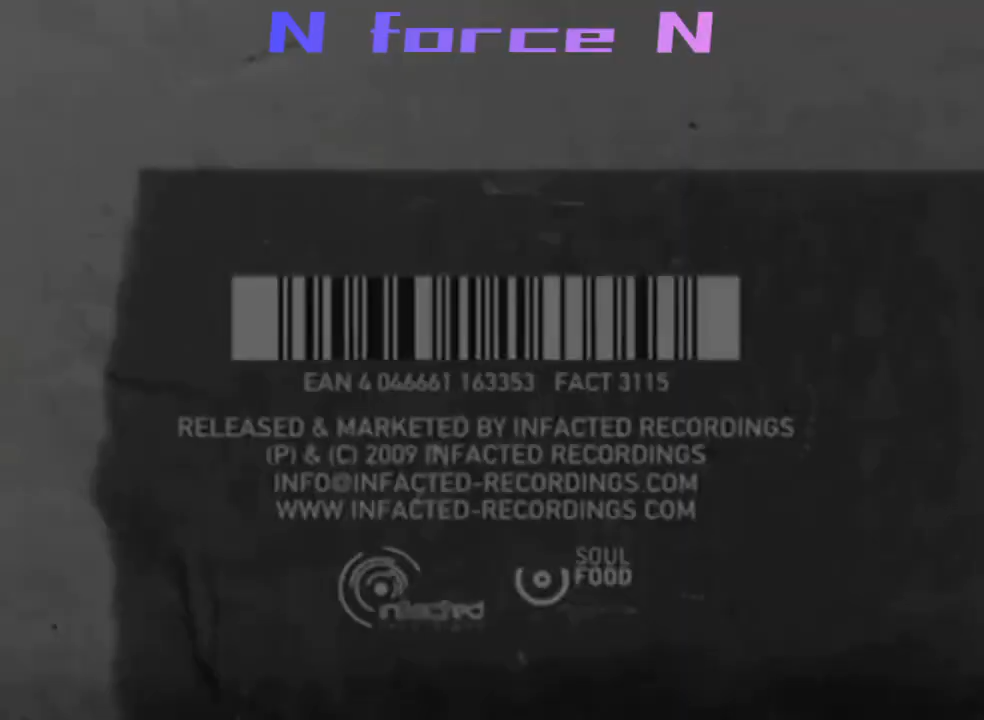 N force N
EAN 4 046661 163353 FACT 3115
RELEASED & MARKETED BY INFACTED RECORDINGS
(P) & (C) 2009 INFACTED RECORDINGS
INFO@INFACTED-RECORDINGS.COM
WWW.INFACTED-RECORDINGS.COM
SOUL
FOOD
infacted